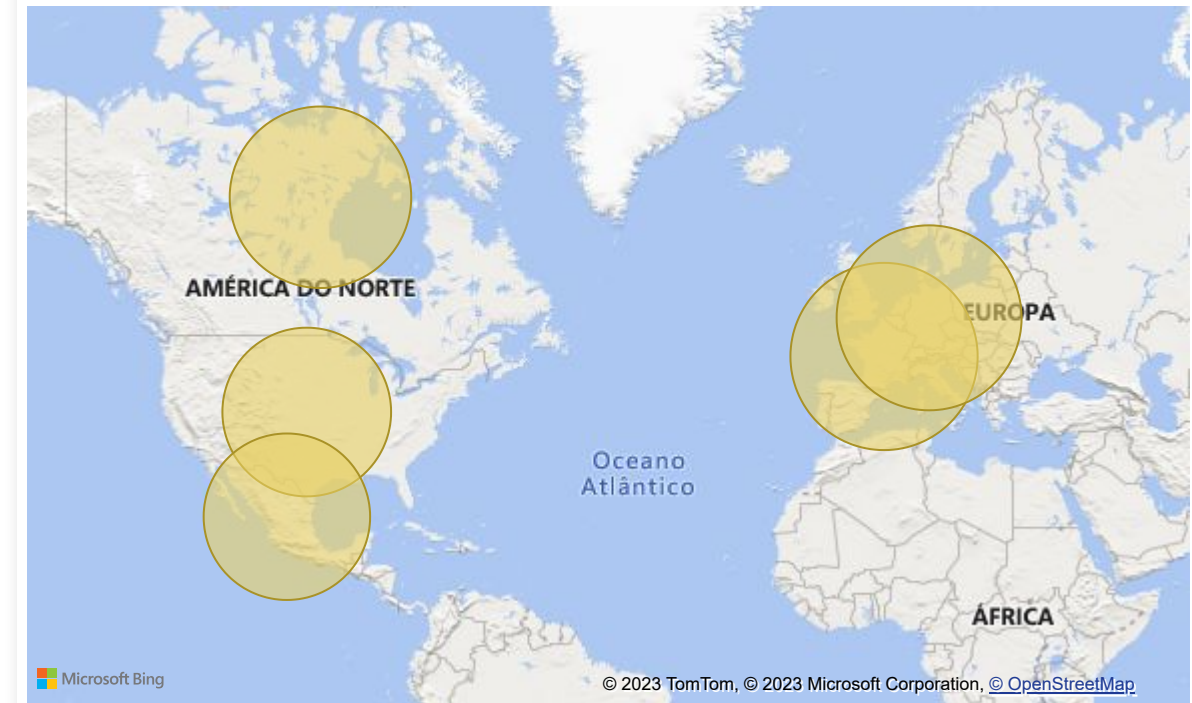 AMÉRICA DO NORTE
EUROPA
Oceano
Atlântico
ÁFRICA
Microsoft Bing
© 2023 TomTom, © 2023 Microsoft Corporation, © OpenStreetMap